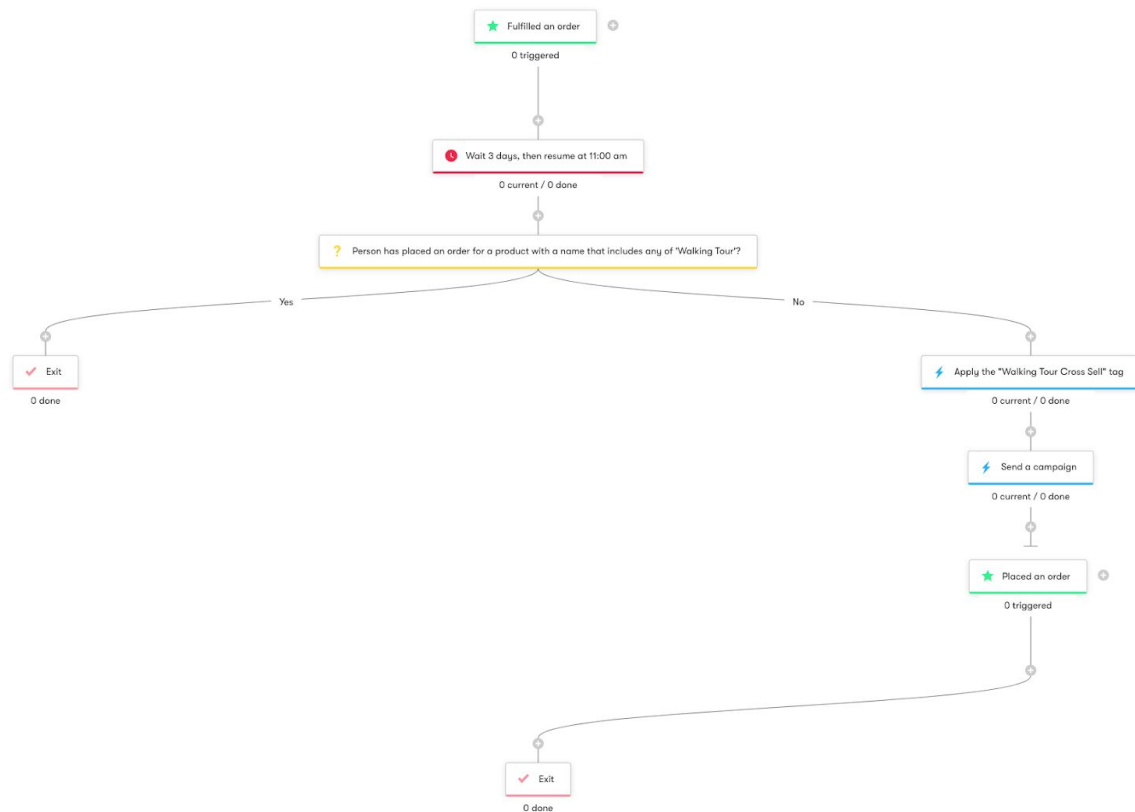 Fulfilled an order
0 triggered
Wait 3 days, then resume at 11:00 am
0 current / 0 done
Person has placed an order for a product with a name that includes any of 'Walking Tour'?
Yes
No
Exit
0 done
Apply the "Walking Tour Cross Sell" tag
0 current / 0 done
Send a campaign
0 current / 0 done
Placed an order
0 triggered
Exit
0 done